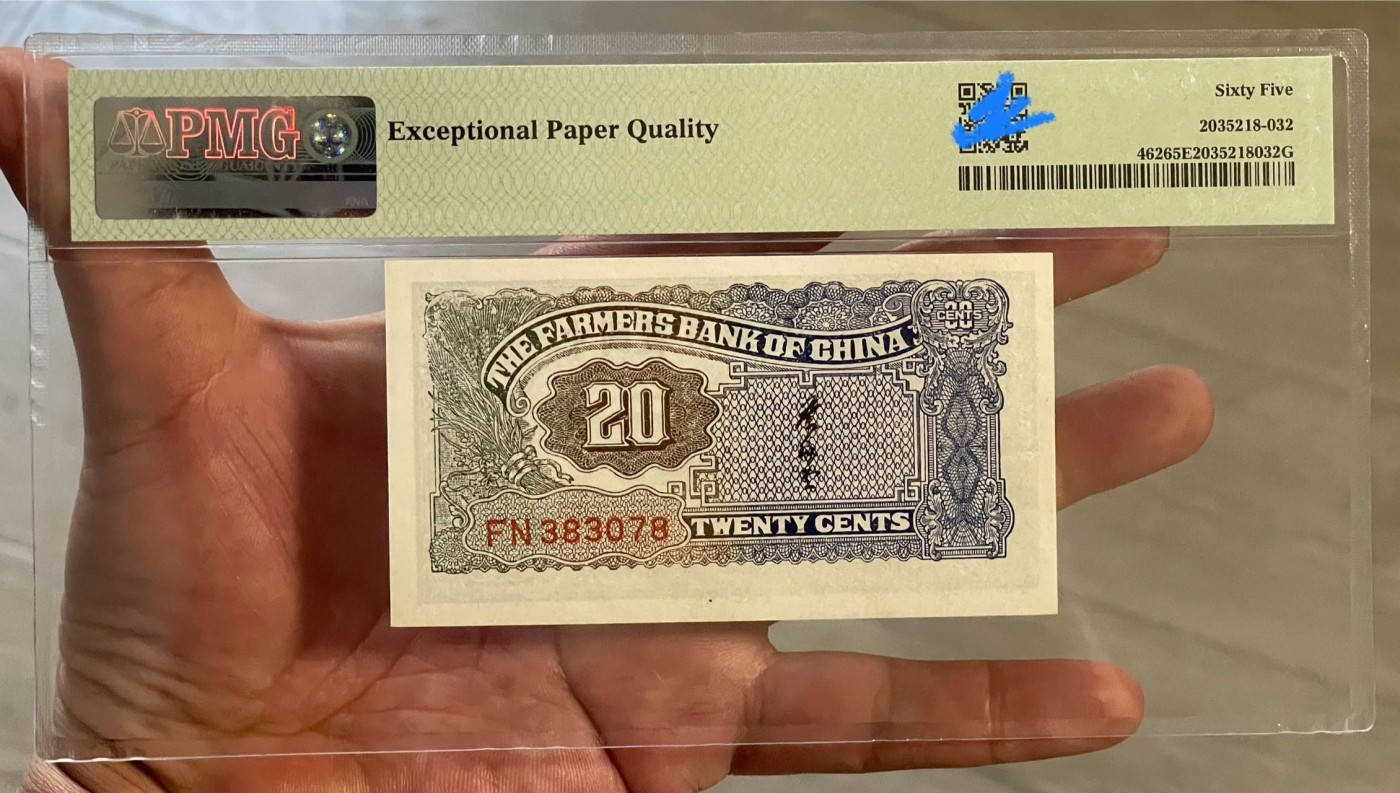 PMG
Exceptional Paper Quality
Sixty Five
2035218-032
46265E2035218032G
THE FARMERS BANK OF CHINA
20
CENTS
20
FN 383078
TWENTY CENTS